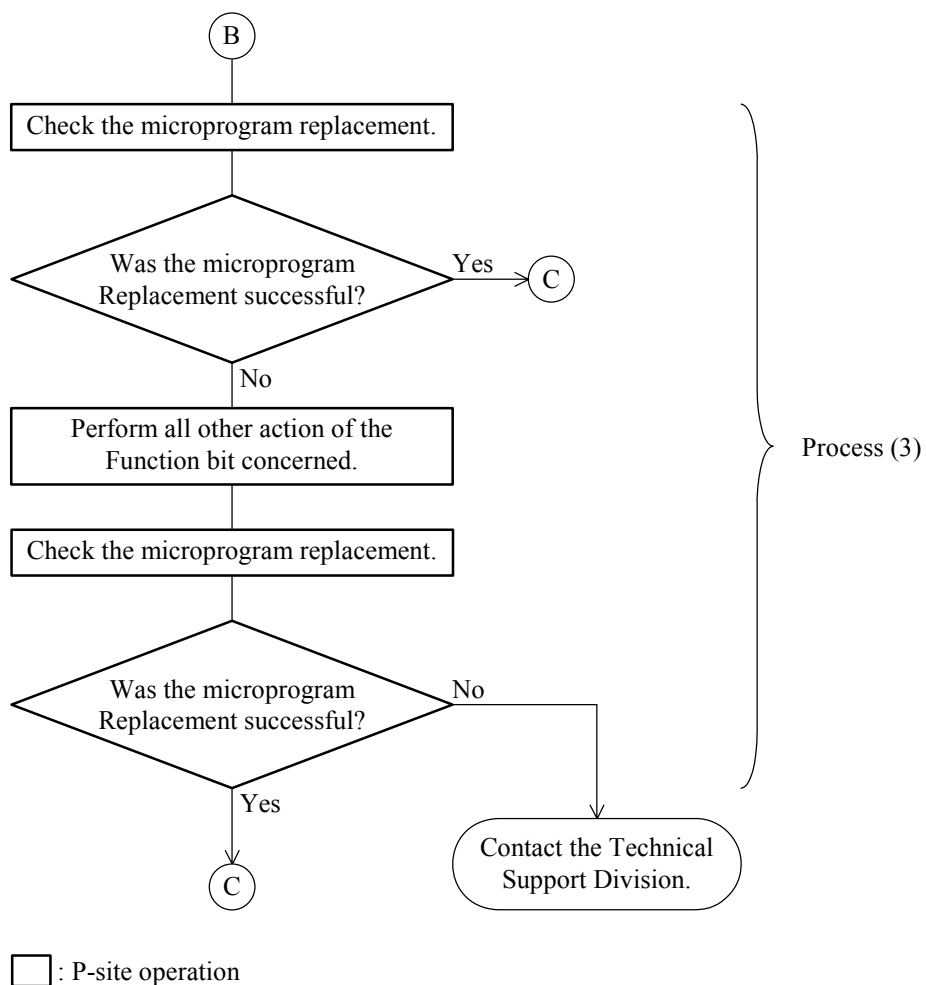 B
Check the microprogram replacement.
Was the microprogram
Replacement successful?
Yes
C
No
Perform all other action of the
Function bit concerned.
Process (3)
Check the microprogram replacement.
Was the microprogram
Replacement successful?
No
Yes
Contact the Technical
Support Division.
C
: P-site operation